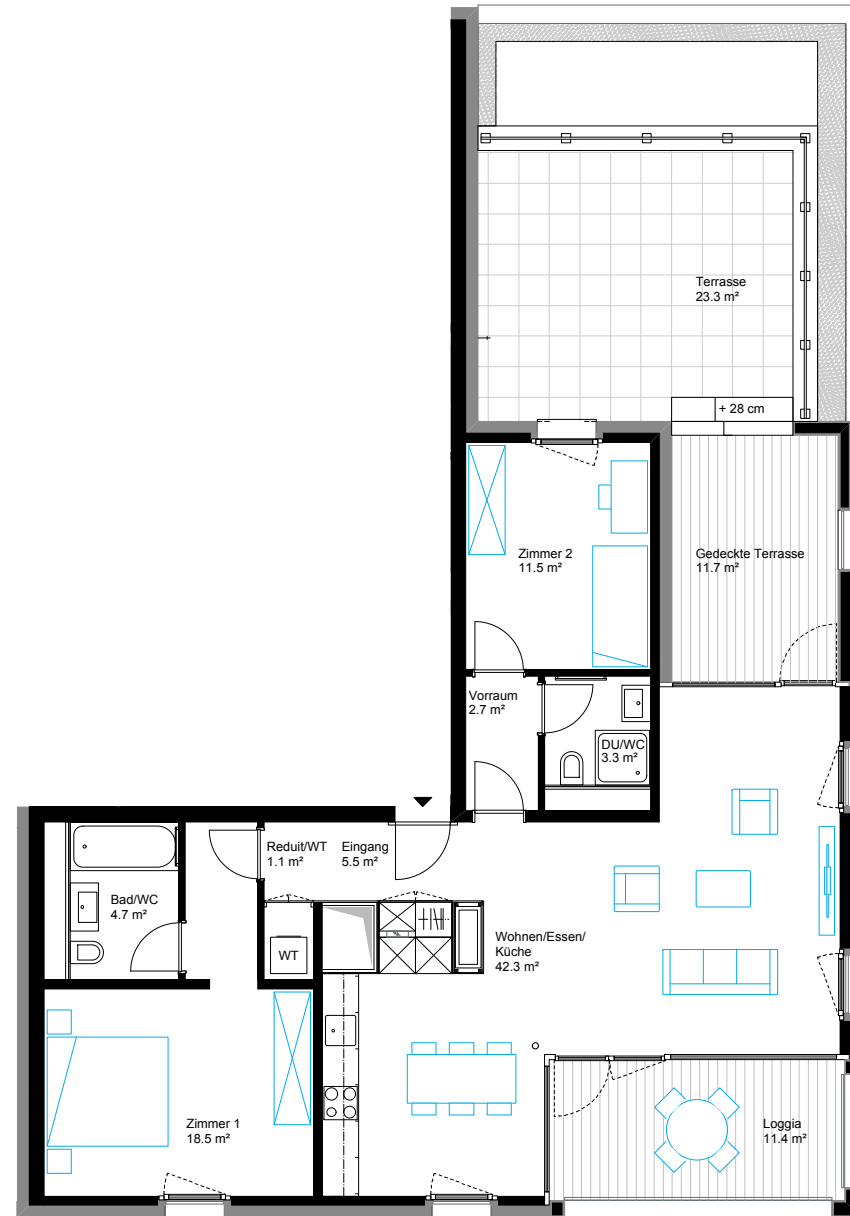 Terrasse
23.3 m²
+ 28 cm
Zimmer 2
11.5 m²
Gedeckte Terrasse
11.7 m²
Vorraum
2.7 m²
DU/WC
3.3 m²
Reduit/WT
1.1 m²
Eingang
5.5 m²
Bad/WC
4.7 m²
WT
Wohnen/Essen/
Küche
42.3 m²
Zimmer 1
18.5 m²
Loggia
11.4 m²